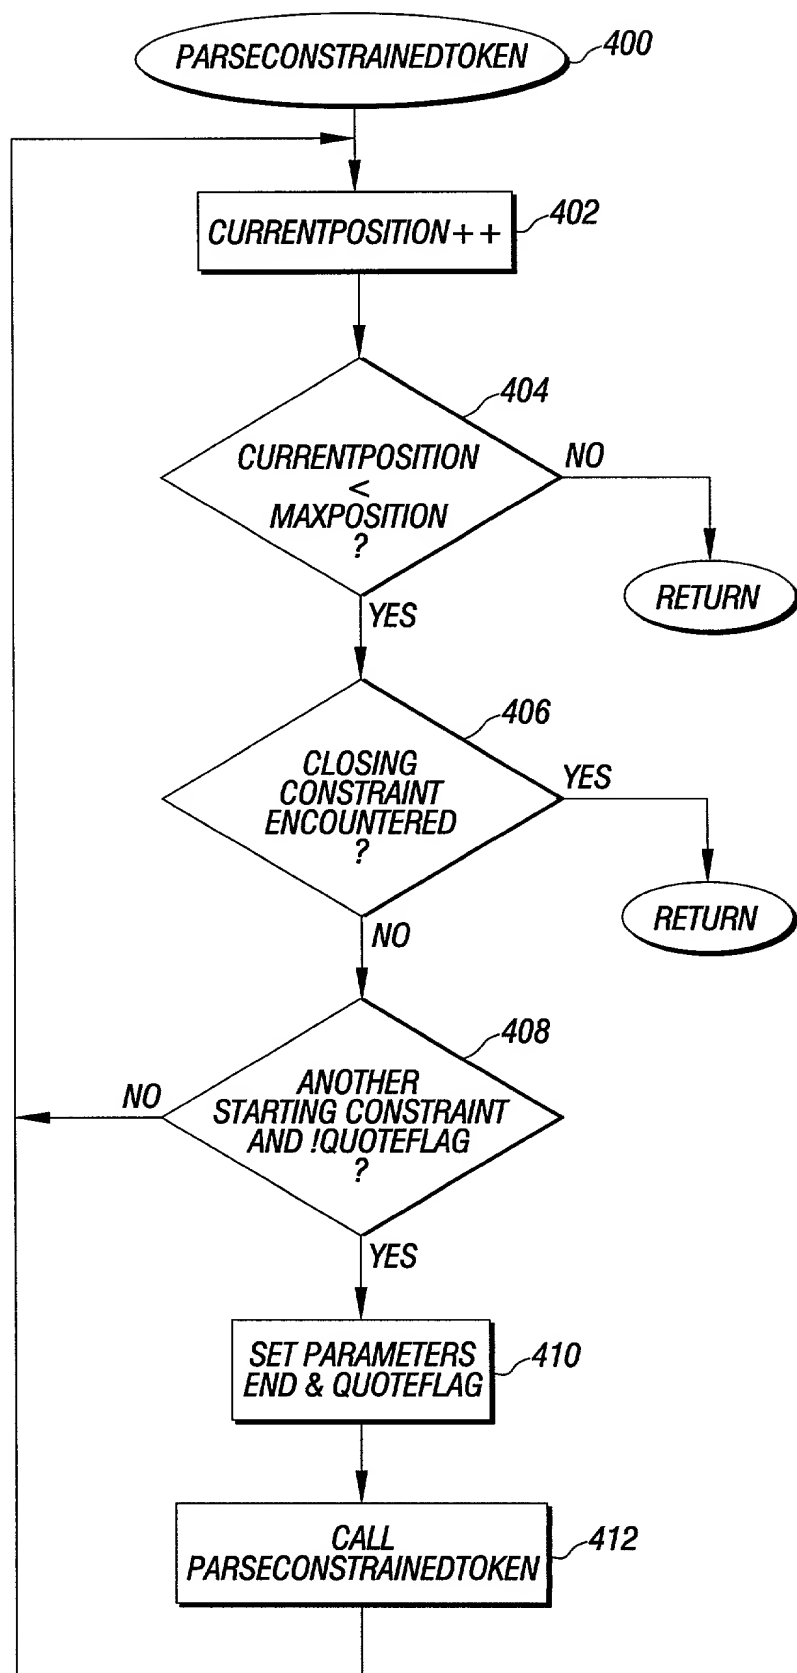 PARSECONSTRAINEDTOKEN
400
CURRENTPOSITION++
402
404
CURRENTPOSITION
<
MAXPOSITION
?
NO
RETURN
YES
406
CLOSING
CONSTRAINT
ENCOUNTERED
?
YES
RETURN
NO
408
ANOTHER
STARTING CONSTRAINT
AND !QUOTEFLAG
?
NO
YES
SET PARAMETERS
END & QUOTEFLAG
410
CALL
PARSECONSTRAINEDTOKEN
412